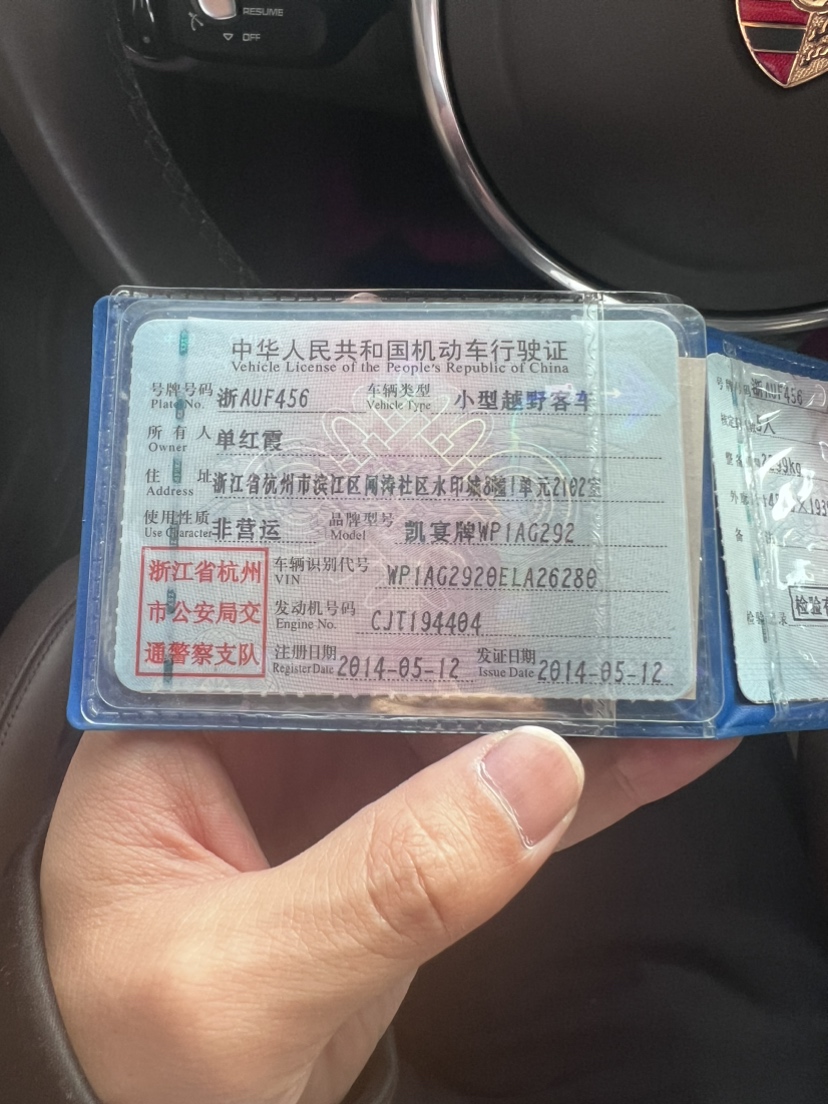 RESUME
OFF
中华人民共和国机动车行驶证
Vehicle License of the People's Republic of China
号牌号码 浙AUF456 车辆类型 小型越野客车
Plate No. Vehicle Type
所有人 单红霞
Owner
住址 浙江省杭州市滨江区闻涛社区水印城8幢1单元2102室
Address
使用性质 非营运 品牌型号 凯宴牌WP1AG292
Use Character Model
浙江省杭州
市公安局交
通警察支队
车辆识别代号 WP1AG2920ELA26280
VIN
发动机号码 CJT194404
Engine No.
注册日期 2014-05-12 发证日期 2014-05-12
Register Date Issue Date
号牌号码 浙AUF456
5人
99kg
检验